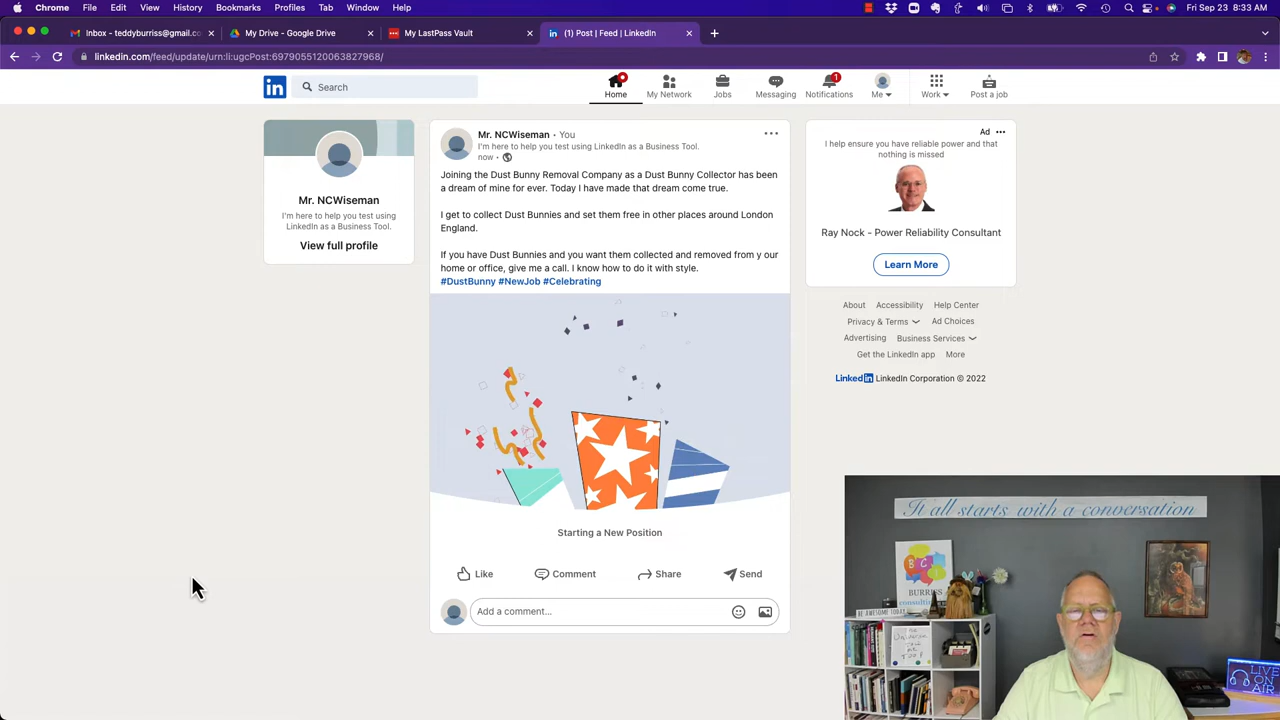 Chrome File Edit View History Bookmarks Profiles Tab Window Help Fri Sep 23 8:33 AM
Inbox - teddyburriss@gmail.co My Drive - Google Drive My LastPass Vault (1) Post | Feed | LinkedIn
linkedin.com/feed/update/urn:li:ugcPost:6979055120063827968/
in Search Home My Network Jobs Messaging 1 Notifications Me Work Post a job
Mr. NCWiseman
I'm here to help you test using
LinkedIn as a Business Tool.
View full profile
Mr. NCWiseman • You
I'm here to help you test using LinkedIn as a Business Tool.
now •
Joining the Dust Bunny Removal Company as a Dust Bunny Collector has been
a dream of mine for ever. Today I have made that dream come true.
I get to collect Dust Bunnies and set them free in other places around London
England.
If you have Dust Bunnies and you want them collected and removed from y our
home or office, give me a call. I know how to do it with style.
#DustBunny #NewJob #Celebrating
Starting a New Position
Like Comment Share Send
Add a comment...
Ad
I help ensure you have reliable power and that
nothing is missed
Ray Nock - Power Reliability Consultant
Learn More
About Accessibility Help Center
Privacy & Terms Ad Choices
Advertising Business Services
Get the LinkedIn app More
LinkedIn LinkedIn Corporation © 2022
It all starts with a conversation
BCI
BURRISS
consulting
BE AWESOME TODAY
LIVE
ON AIR